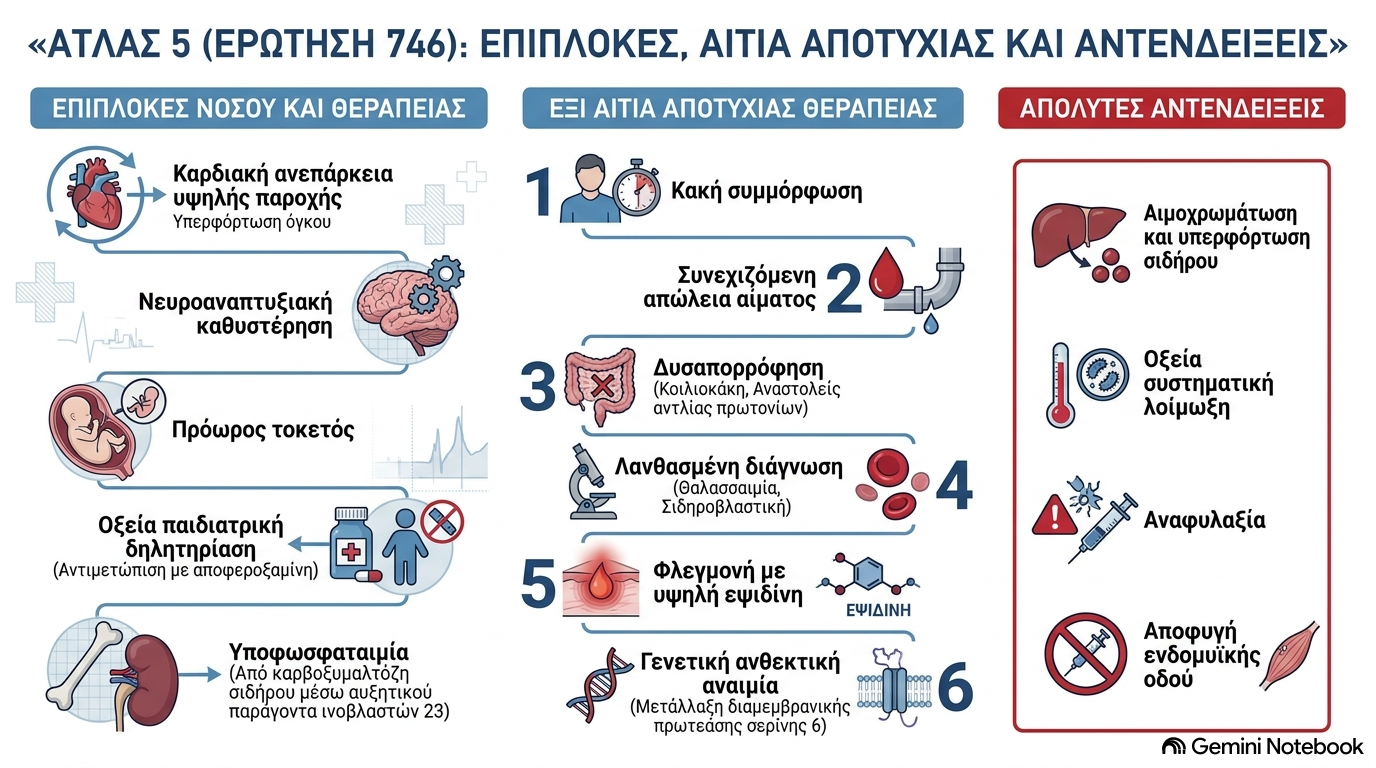 «ΑΤΛΑΣ 5 (ΕΡΩΤΗΣΗ 746): ΕΠΙΠΛΟΚΕΣ, ΑΙΤΙΑ ΑΠΟΤΥΧΙΑΣ ΚΑΙ ΑΝΤΕΝΔΕΙΞΕΙΣ»
ΕΠΙΠΛΟΚΕΣ ΝΟΣΟΥ ΚΑΙ ΘΕΡΑΠΕΙΑΣ
Καρδιακή ανεπάρκεια
υψηλής παροχής
Υπερφόρτωση όγκου
Νευροαναπτυξιακή
καθυστέρηση
Πρόωρος τοκετός
Οξεία παιδιατρική
δηλητηρίαση
(Αντιμετώπιση με αποφεροξαμίνη)
Υποφωσφαταιμία
(Από καρβοξυμαλτόζη
σιδήρου μέσω αυξητικού
παράγοντα ινοβλαστών 23)
ΕΞΙ ΑΙΤΙΑ ΑΠΟΤΥΧΙΑΣ ΘΕΡΑΠΕΙΑΣ
1
Κακή συμμόρφωση
Συνεχιζόμενη
απώλεια αίματος
2
3
Δυσαπορρόφηση
(Κοιλιοκάκη, Αναστολείς
αντλίας πρωτονίων)
Λανθασμένη διάγνωση
(Θαλασσαιμία,
Σιδηροβλαστική)
4
5
Φλεγμονή με
υψηλή εψιδίνη
ΕΨΙΔΙΝΗ
Γενετική ανθεκτική
αναιμία
(Μετάλλαξη διαμεμβρανικής
πρωτεάσης σερίνης 6)
6
ΑΠΟΛΥΤΕΣ ΑΝΤΕΝΔΕΙΞΕΙΣ
Αιμοχρωμάτωση
και υπερφόρτωση
σιδήρου
Οξεία
συστηματική
λοίμωξη
Αναφυλαξία
Αποφυγή
ενδομυϊκής
οδού
Gemini Notebook